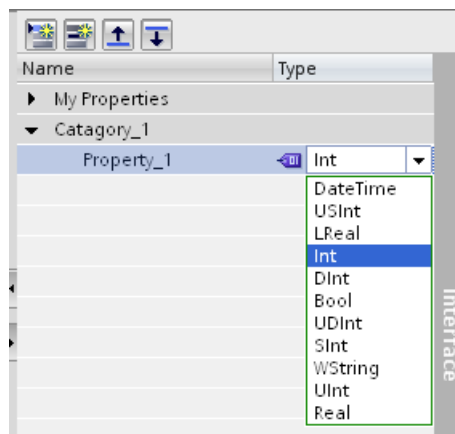 Name Type
My Properties
Catagory_1
Property_1 Int
DateTime
USInt
LReal
Int
DInt
Bool
UDInt
SInt
WString
UInt
Real
Interface